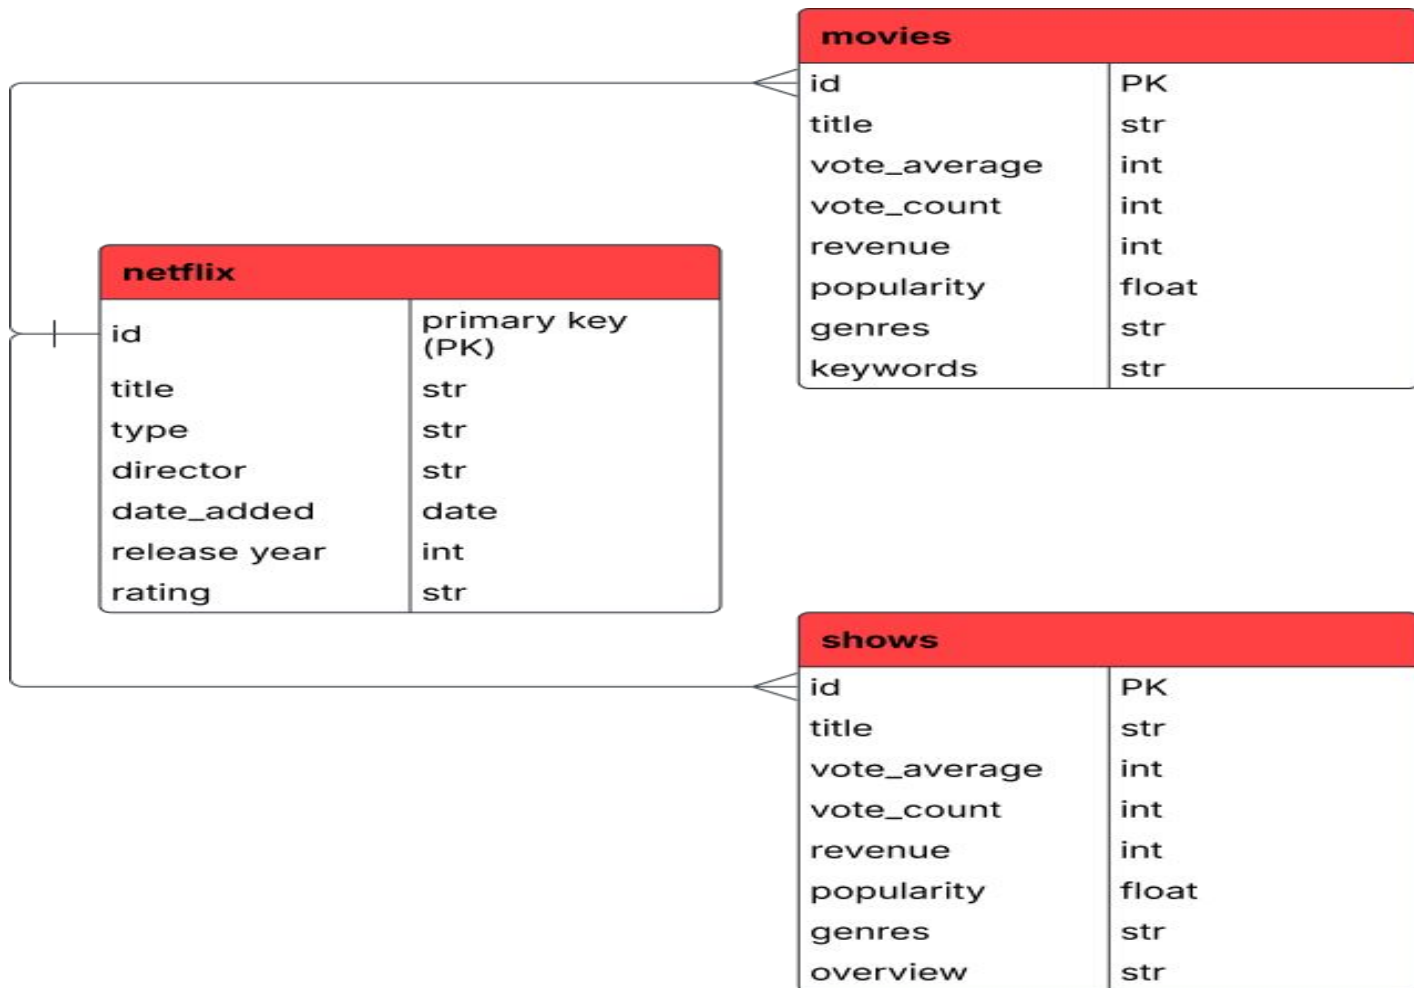 movies
id PK
title str
vote_average int
vote_count int
revenue int
popularity float
genres str
keywords str
netflix
id primary key
(PK)
title str
type str
director str
date_added date
release year int
rating str
shows
id PK
title str
vote_average int
vote_count int
revenue int
popularity float
genres str
overview str